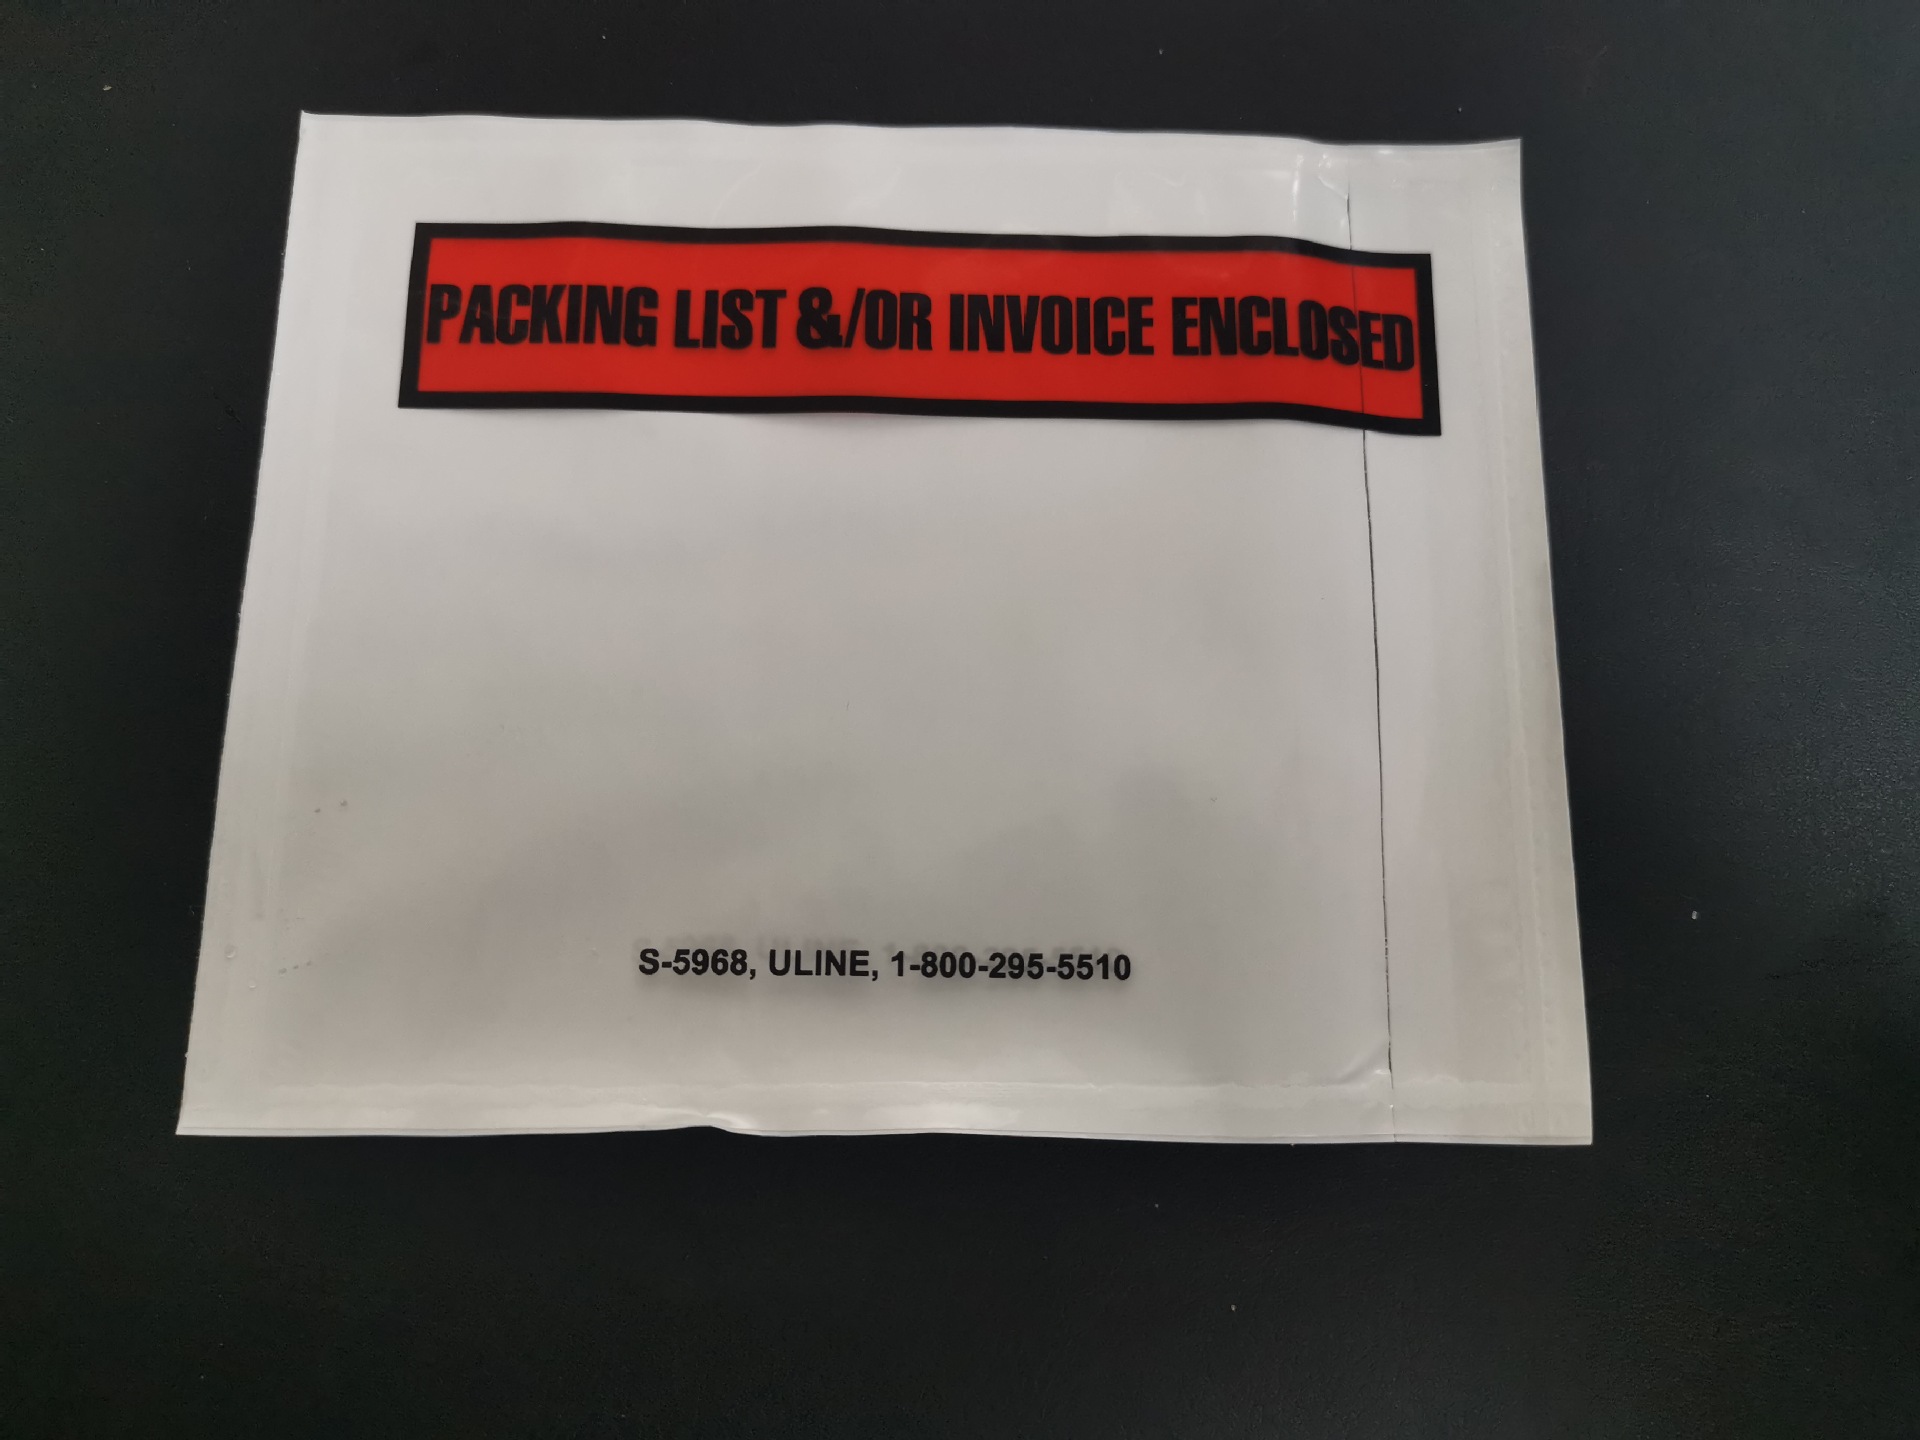 PACKING LIST &/OR INVOICE ENCLOSED
S-5968, ULINE, 1-800-295-5510